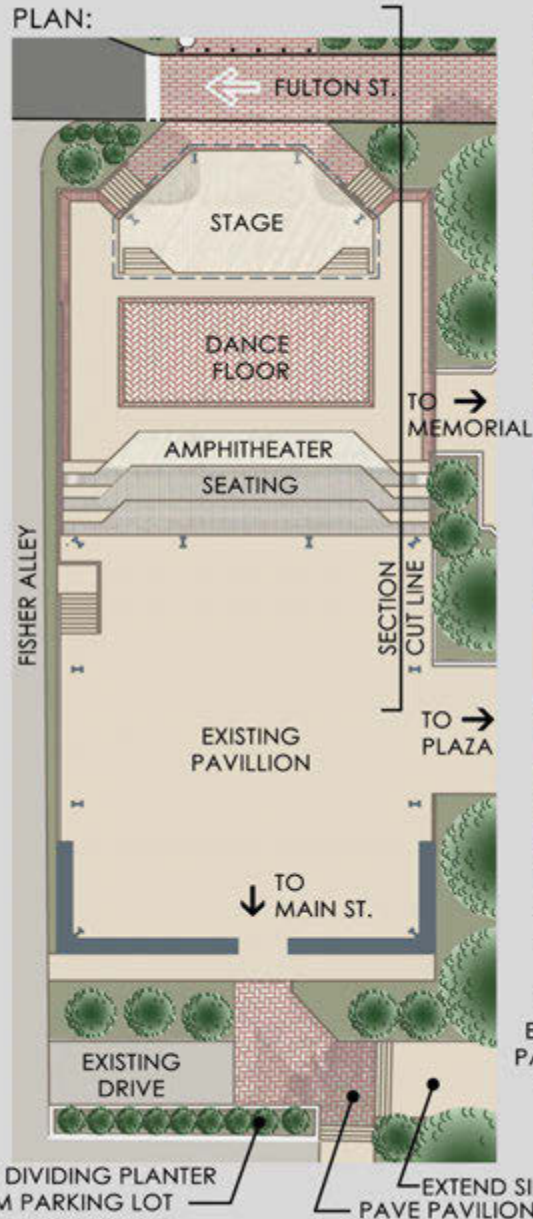 PLAN:
FULTON ST.
STAGE
DANCE
FLOOR
TO
MEMORIAL
AMPHITHEATER
SEATING
FISHER ALLEY
SECTION
CUT LINE
TO
PLAZA
EXISTING
PAVILLION
TO
MAIN ST.
EXISTING
DRIVE
DIVIDING PLANTER
PARKING LOT
EXTEND
PAVE PAVILION